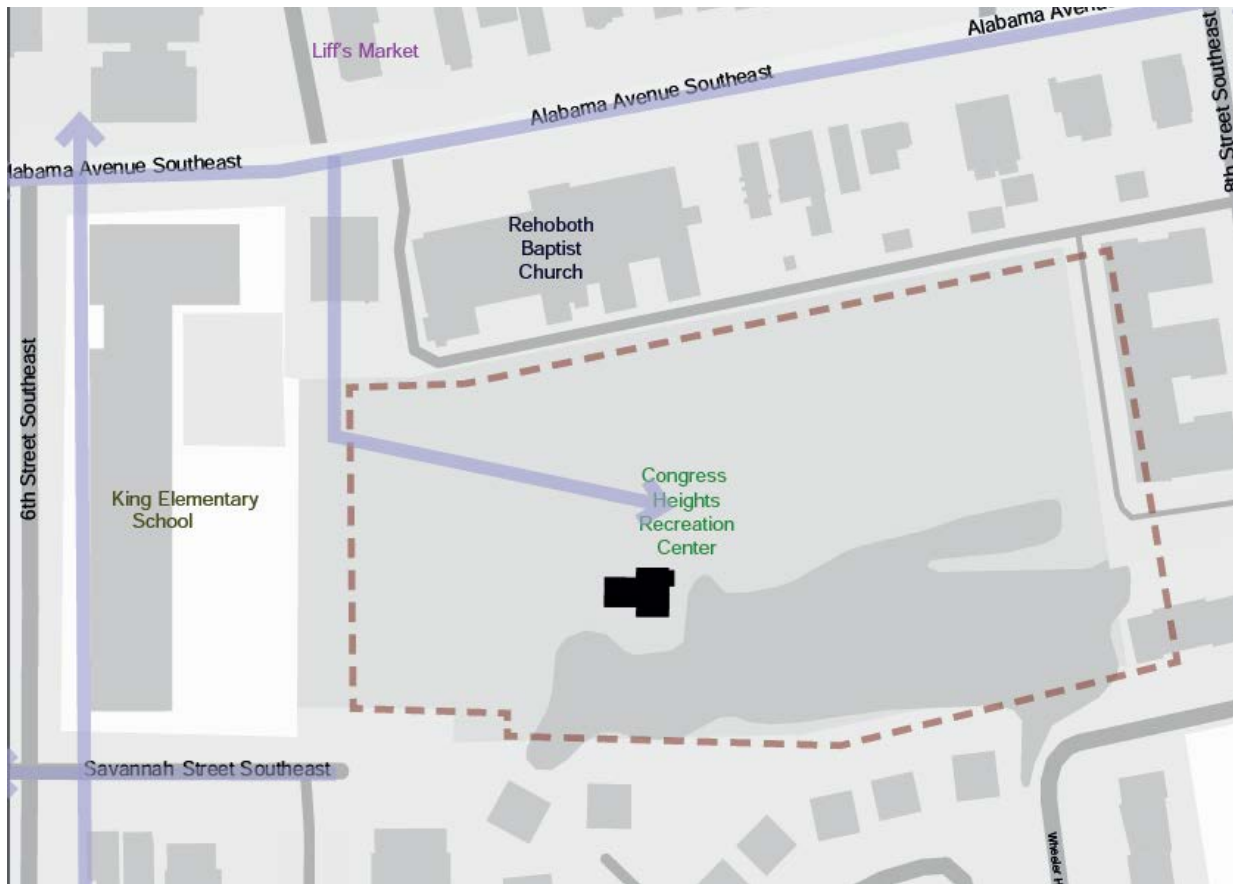 Alabama Avenue Southeast
Liff's Market
Alabama Avenue Southeast
8th Street Southeast
Alabama Avenue Southeast
Rehoboth
Baptist
Church
6th Street Southeast
King Elementary
School
Congress
Heights
Recreation
Center
Savannah Street Southeast
Wheeler H